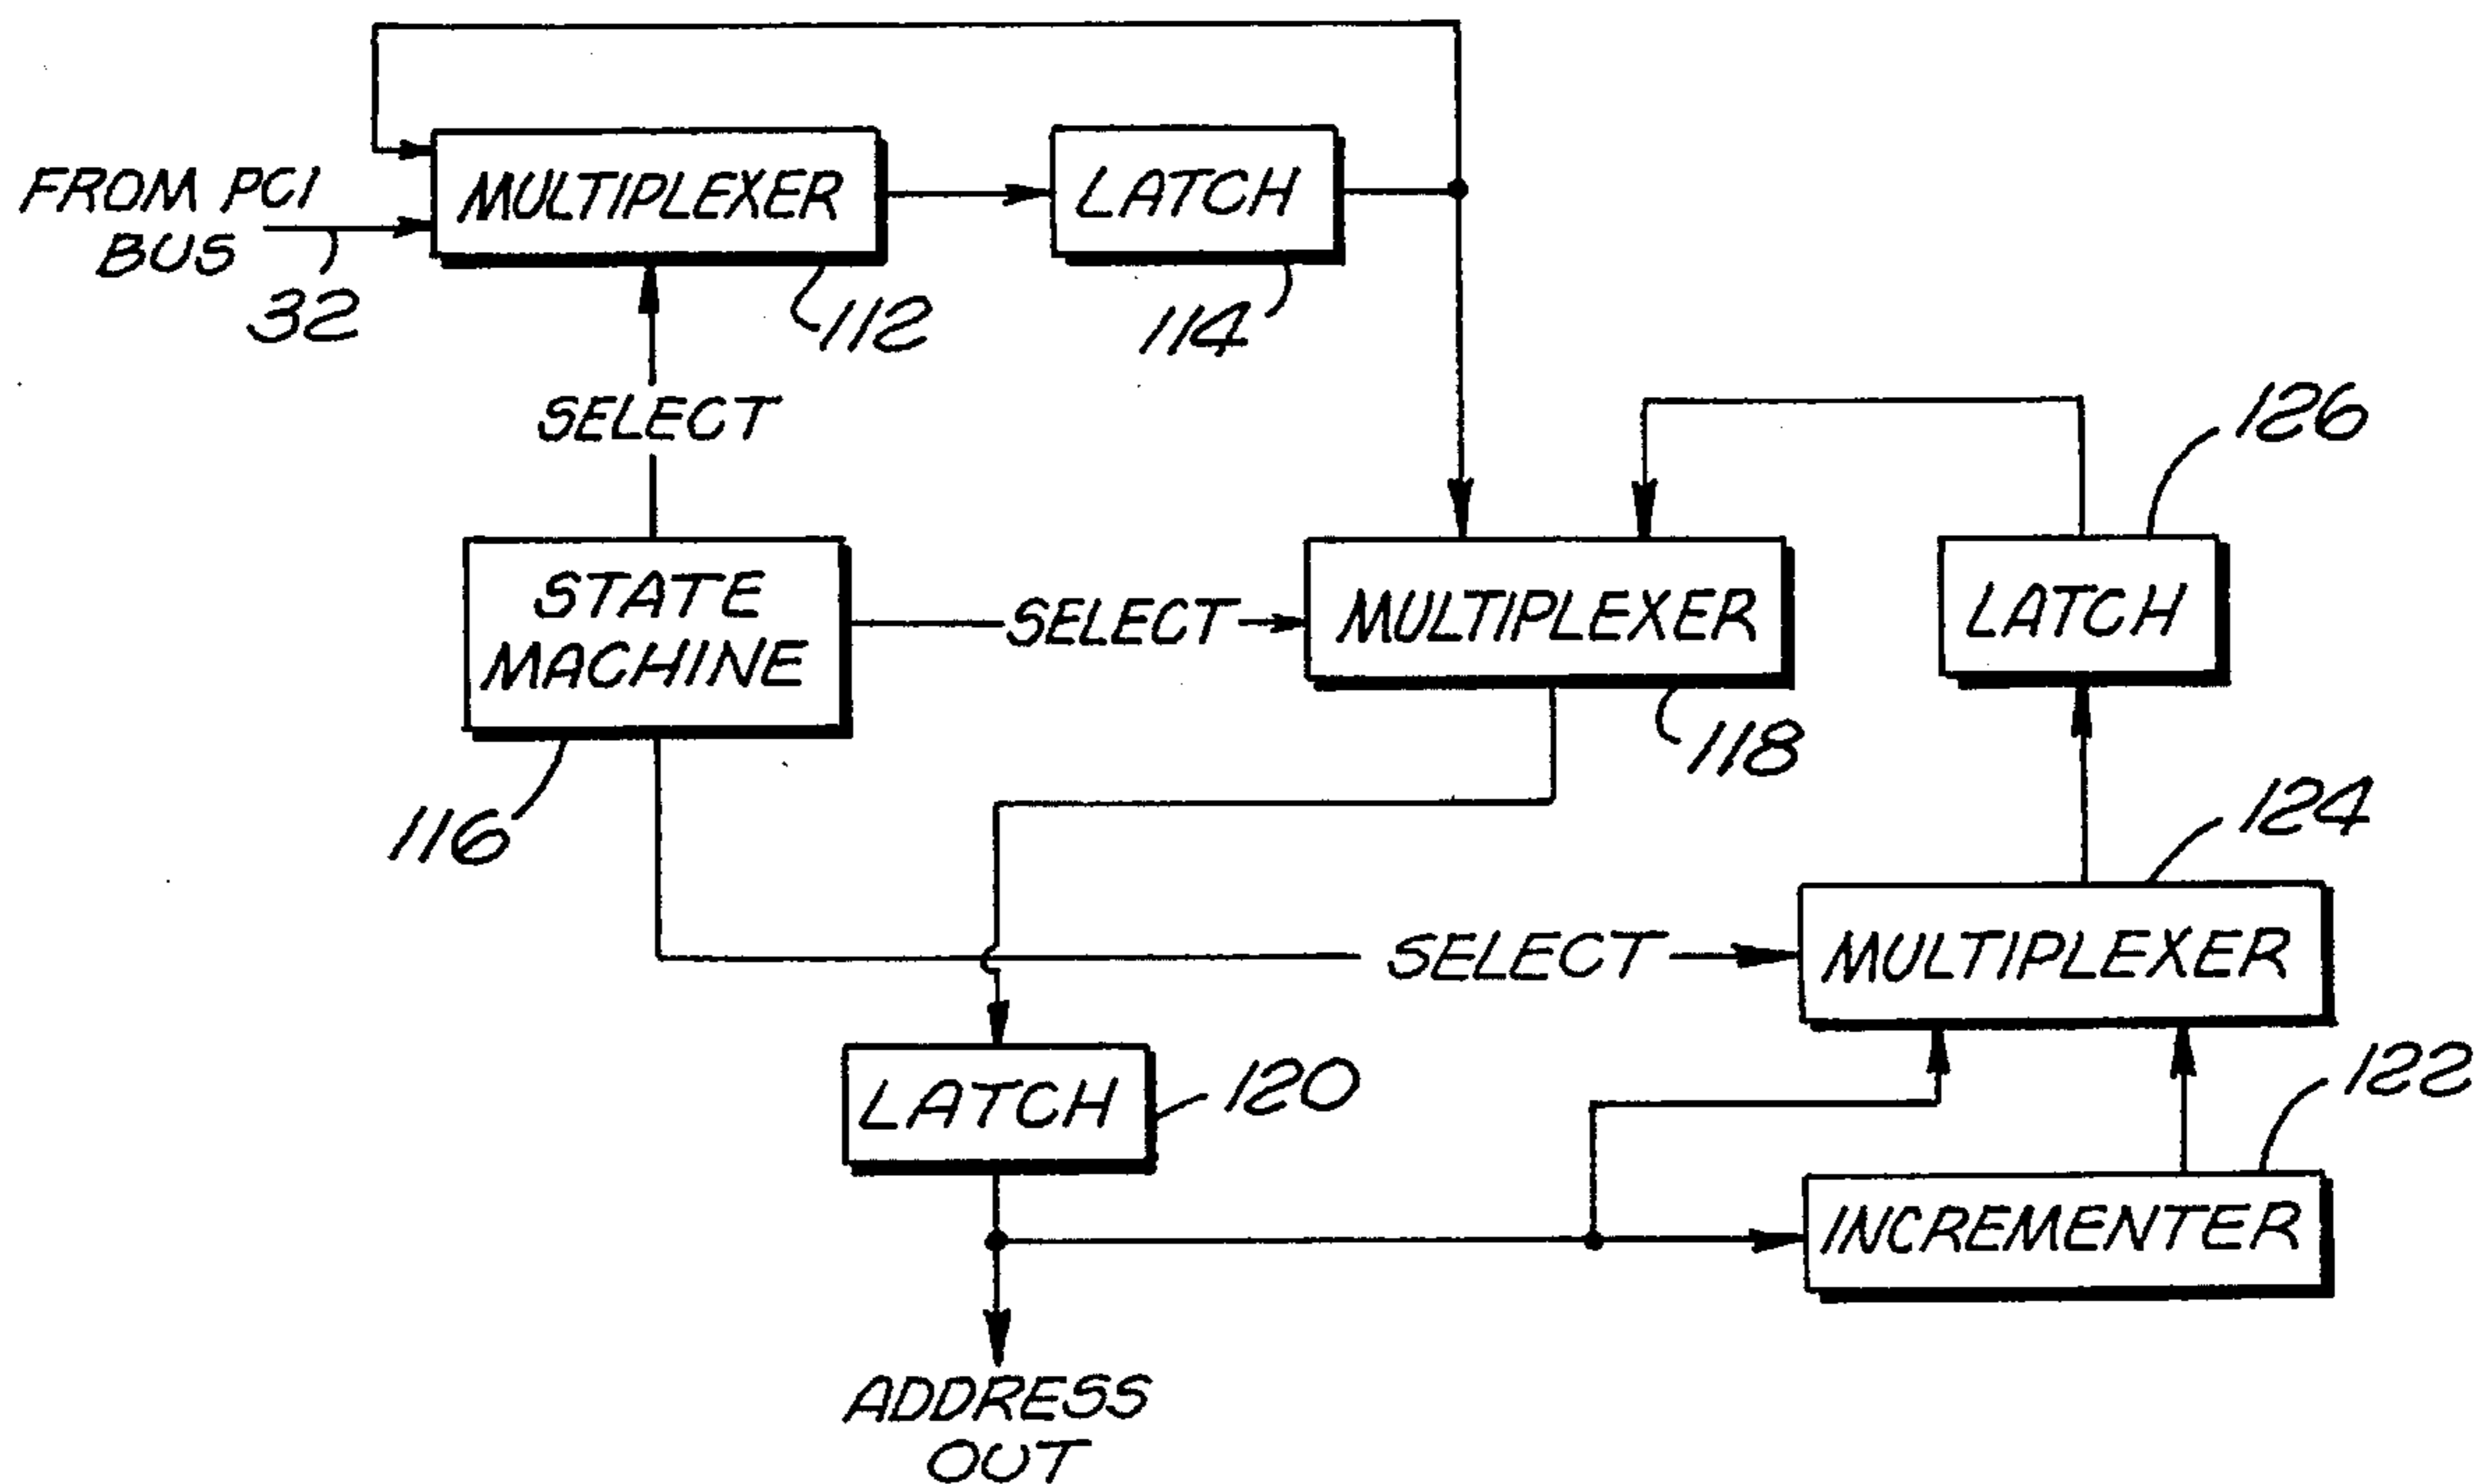 FROM PCI
BUS
32
MULTIPLEXER
112
LATCH
114
SELECT
126
STATE
MACHINE
116
SELECT
MULTIPLEXER
118
LATCH
124
SELECT
MULTIPLEXER
LATCH
120
122
INCREMENTER
ADDRESS
OUT